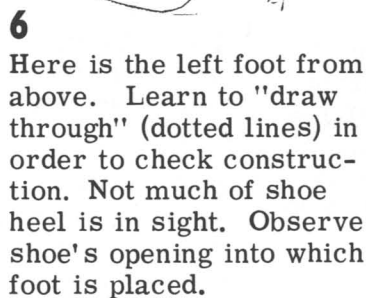 6
Here is the left foot from
above. Learn to "draw
through" (dotted lines) in
order to check construc-
tion. Not much of shoe
heel is in sight. Observe
shoe's opening into which
foot is placed.